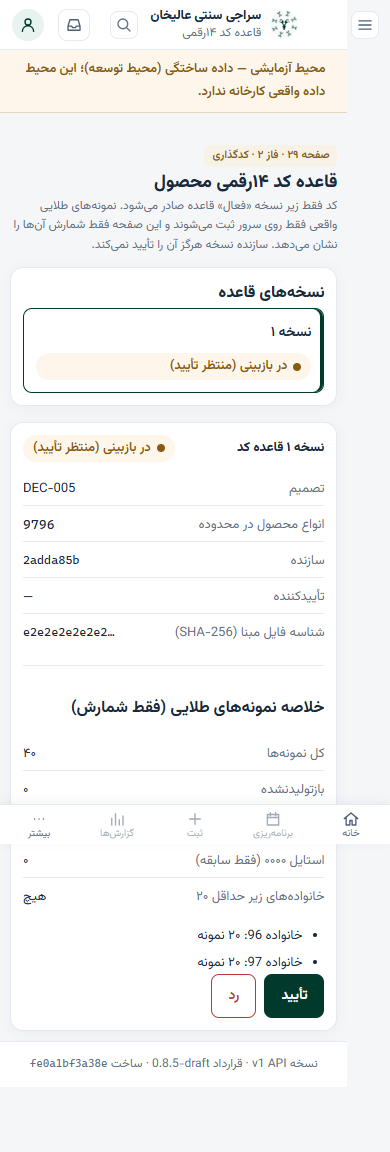 سراجی سنتی عالیخان
قاعده کد ۱۴رقمی
محیط آزمایشی — داده ساختگی (محیط توسعه)؛ این محیط
داده واقعی کارخانه ندارد.
صفحه ۲۹ · فاز ۲ · کدگذاری
قاعده کد ۱۴رقمی محصول
کد فقط زیر نسخه «فعال» قاعده صادر می‌شود. نمونه‌های طلایی
واقعی فقط روی سرور ثبت می‌شوند و این صفحه فقط شمارش آن‌ها را
نشان می‌دهد. سازنده نسخه هرگز آن را تأیید نمی‌کند.
نسخه‌های قاعده
نسخه ۱
در بازبینی (منتظر تأیید)
نسخه ۱ قاعده کد
در بازبینی (منتظر تأیید)
تصمیم DEC-005
انواع محصول در محدوده 9796
سازنده 2adda85b
تأییدکننده —
شناسه فایل مبنا (SHA-256) e2e2e2e2e2e2…
خلاصه نمونه‌های طلایی (فقط شمارش)
کل نمونه‌ها ۴۰
بازتولیدنشده ۰
خانه
برنامه‌ریزی
ثبت
گزارش‌ها
بیشتر
استایل ۰۰۰۰ (فقط سابقه) ۰
خانواده‌های زیر حداقل ۲۰ هیچ
• خانواده 96: ۲۰ نمونه
• خانواده 97: ۲۰ نمونه
تأیید
رد
نسخه v1 API · قرارداد 0.8.5-draft · ساخت fe0a1bf3a38e